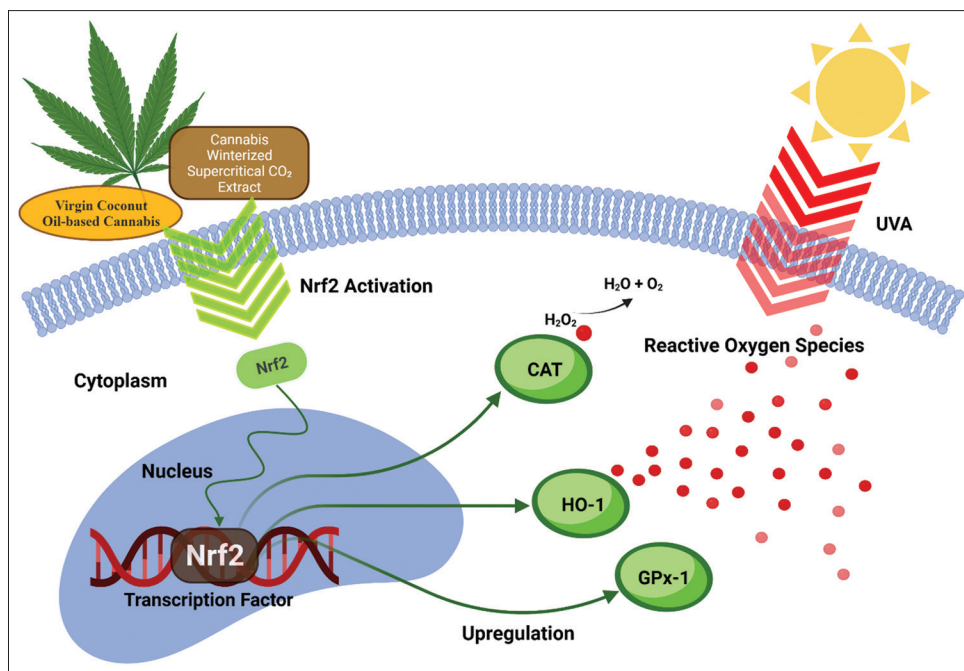 Cannabis
Winterized
Supercritical CO₂
Extract
Virgin Coconut
Oil-based Cannabis
UVA
Nrf2 Activation
H₂O + O₂
H₂O₂
Reactive Oxygen Species
CAT
Nrf2
Cytoplasm
Nucleus
HO-1
Nrf2
Transcription Factor
GPx-1
Upregulation